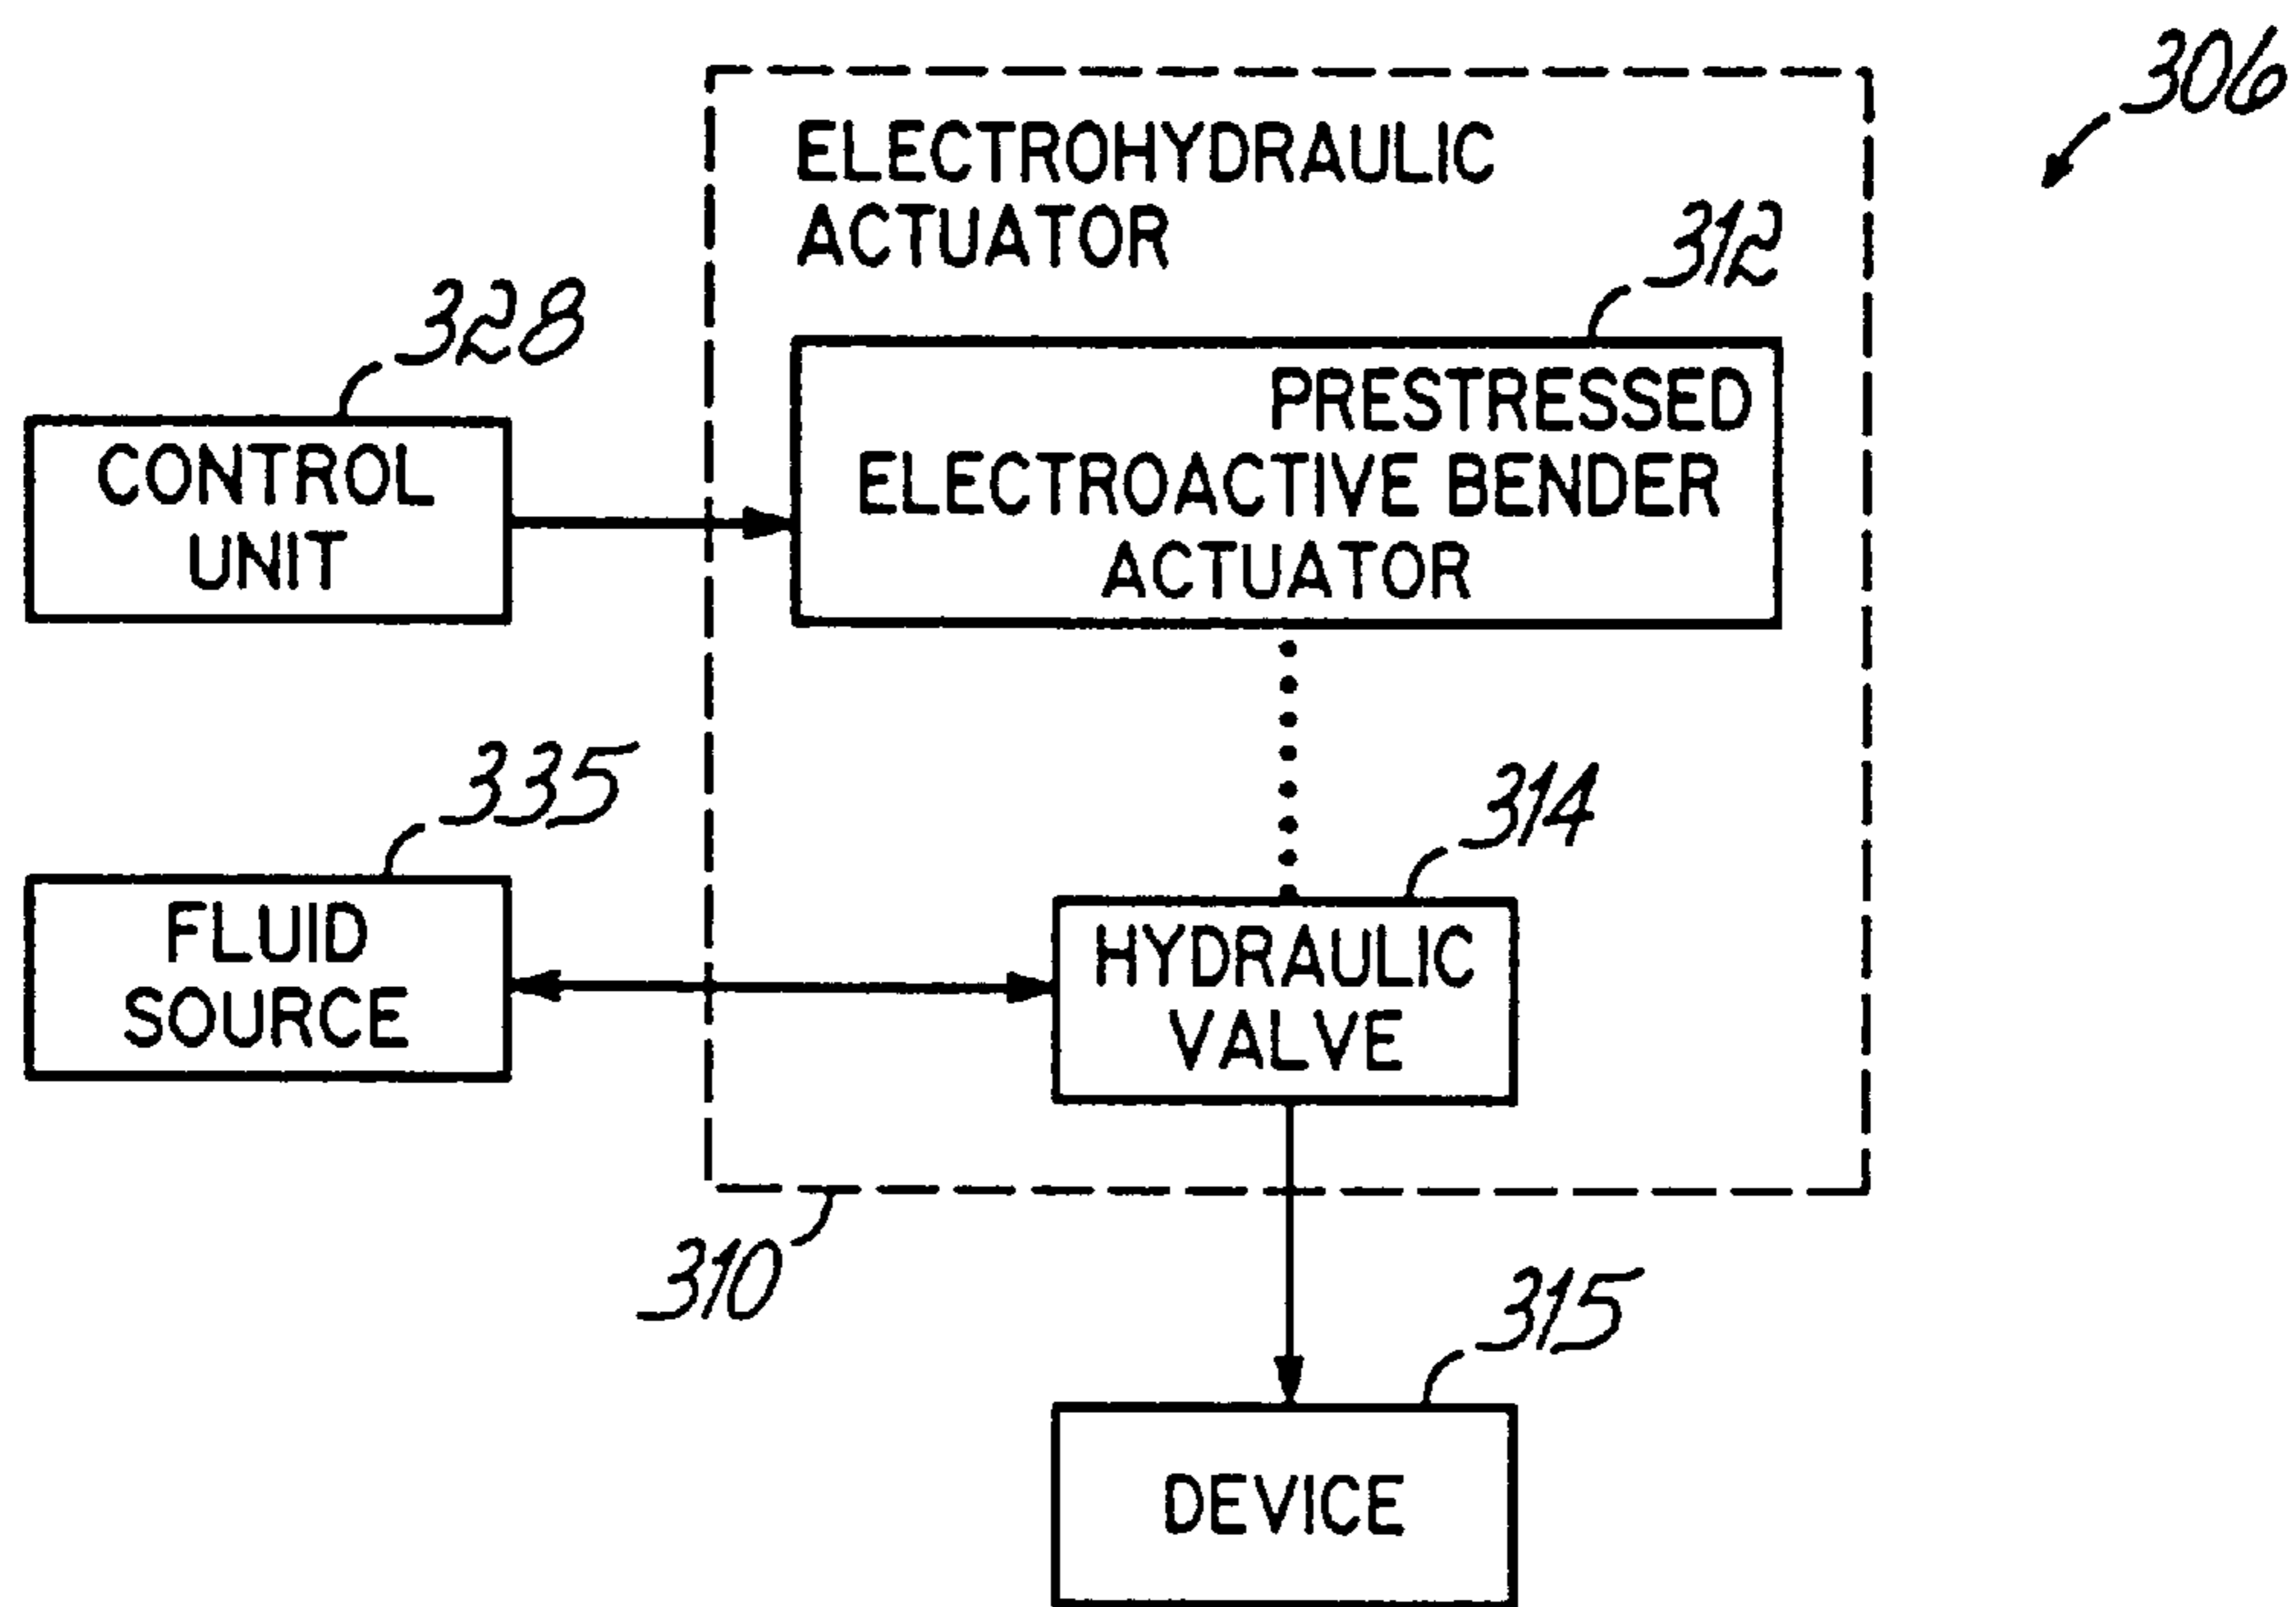 306
ELECTROHYDRAULIC
ACTUATOR
312
328
PRESTRESSED
ELECTROACTIVE BENDER
ACTUATOR
CONTROL
UNIT
335
314
FLUID
SOURCE
HYDRAULIC
VALVE
310
315
DEVICE